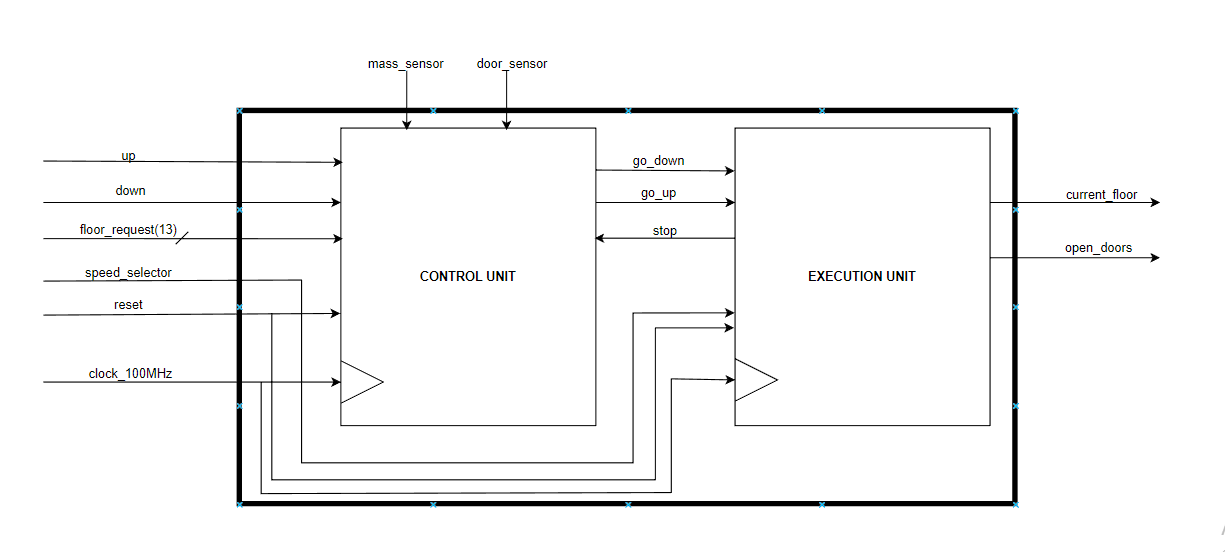 mass_sensor door_sensor
up
down
floor_request(13)
speed_selector
reset
clock_100MHz
CONTROL UNIT
go_down
go_up
stop
EXECUTION UNIT
current_floor
open_doors